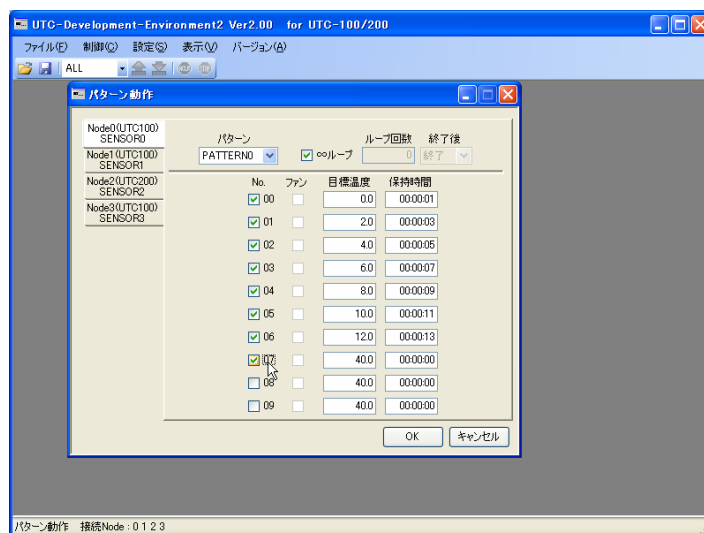 UTC-Development-Environment2 Ver2.00 for UTC-100/200
ファイル(F) 制御(C) 設定(S) 表示(V) バージョン(A)
ALL
パターン動作
Node0(UTC100)
SENSOR0
Node1(UTC100)
SENSOR1
Node2(UTC200)
SENSOR2
Node3(UTC100)
SENSOR3
パターン ループ回数 終了後
PATTERN0 ∞ループ 0 終了
No. ファン 目標温度 保持時間
00 0.0 00:00:01
01 2.0 00:00:03
02 4.0 00:00:05
03 6.0 00:00:07
04 8.0 00:00:09
05 10.0 00:00:11
06 12.0 00:00:13
07 40.0 00:00:00
08 40.0 00:00:00
09 40.0 00:00:00
OK キャンセル
パターン動作 接続Node : 0 1 2 3